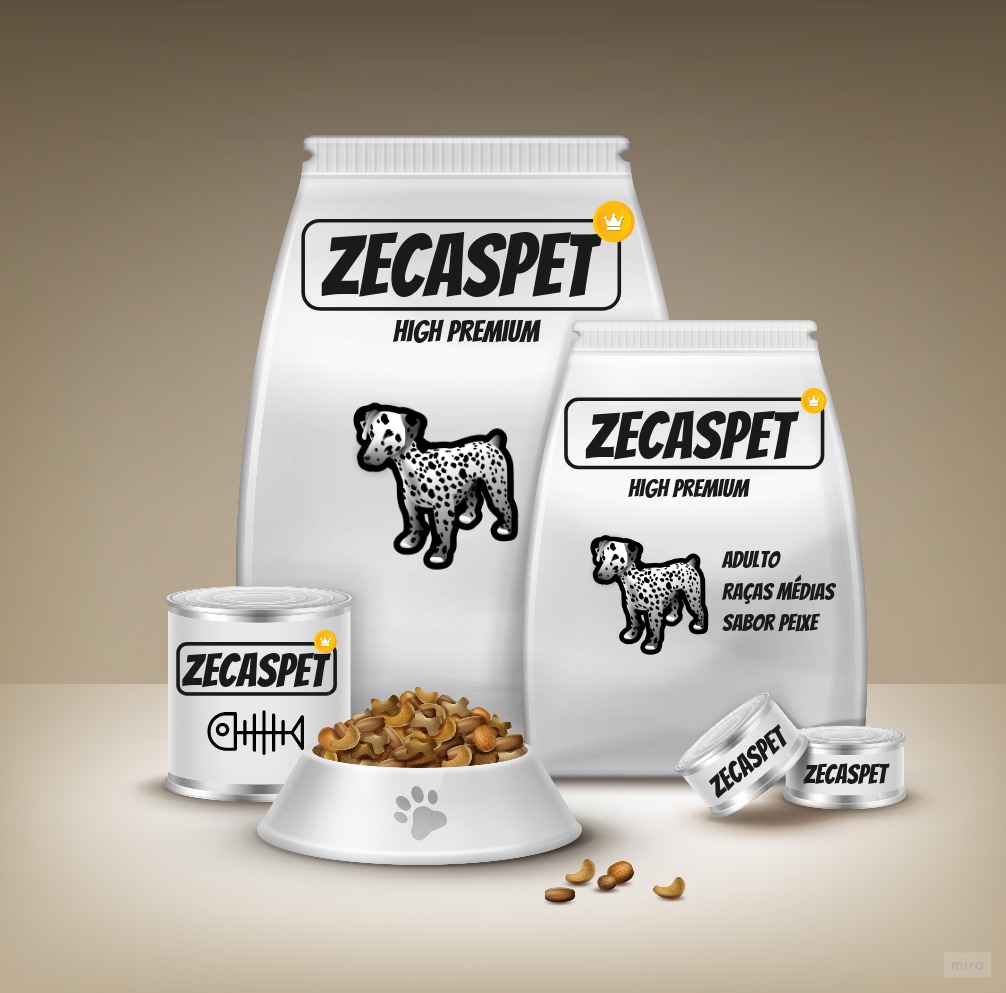 ZECASPET
HIGH PREMIUM
ZECASPET
HIGH PREMIUM
ADULTO
RAÇAS MÉDIAS
SABOR PEIXE
ZECASPET
ZECASPET
ZECASPET
miro